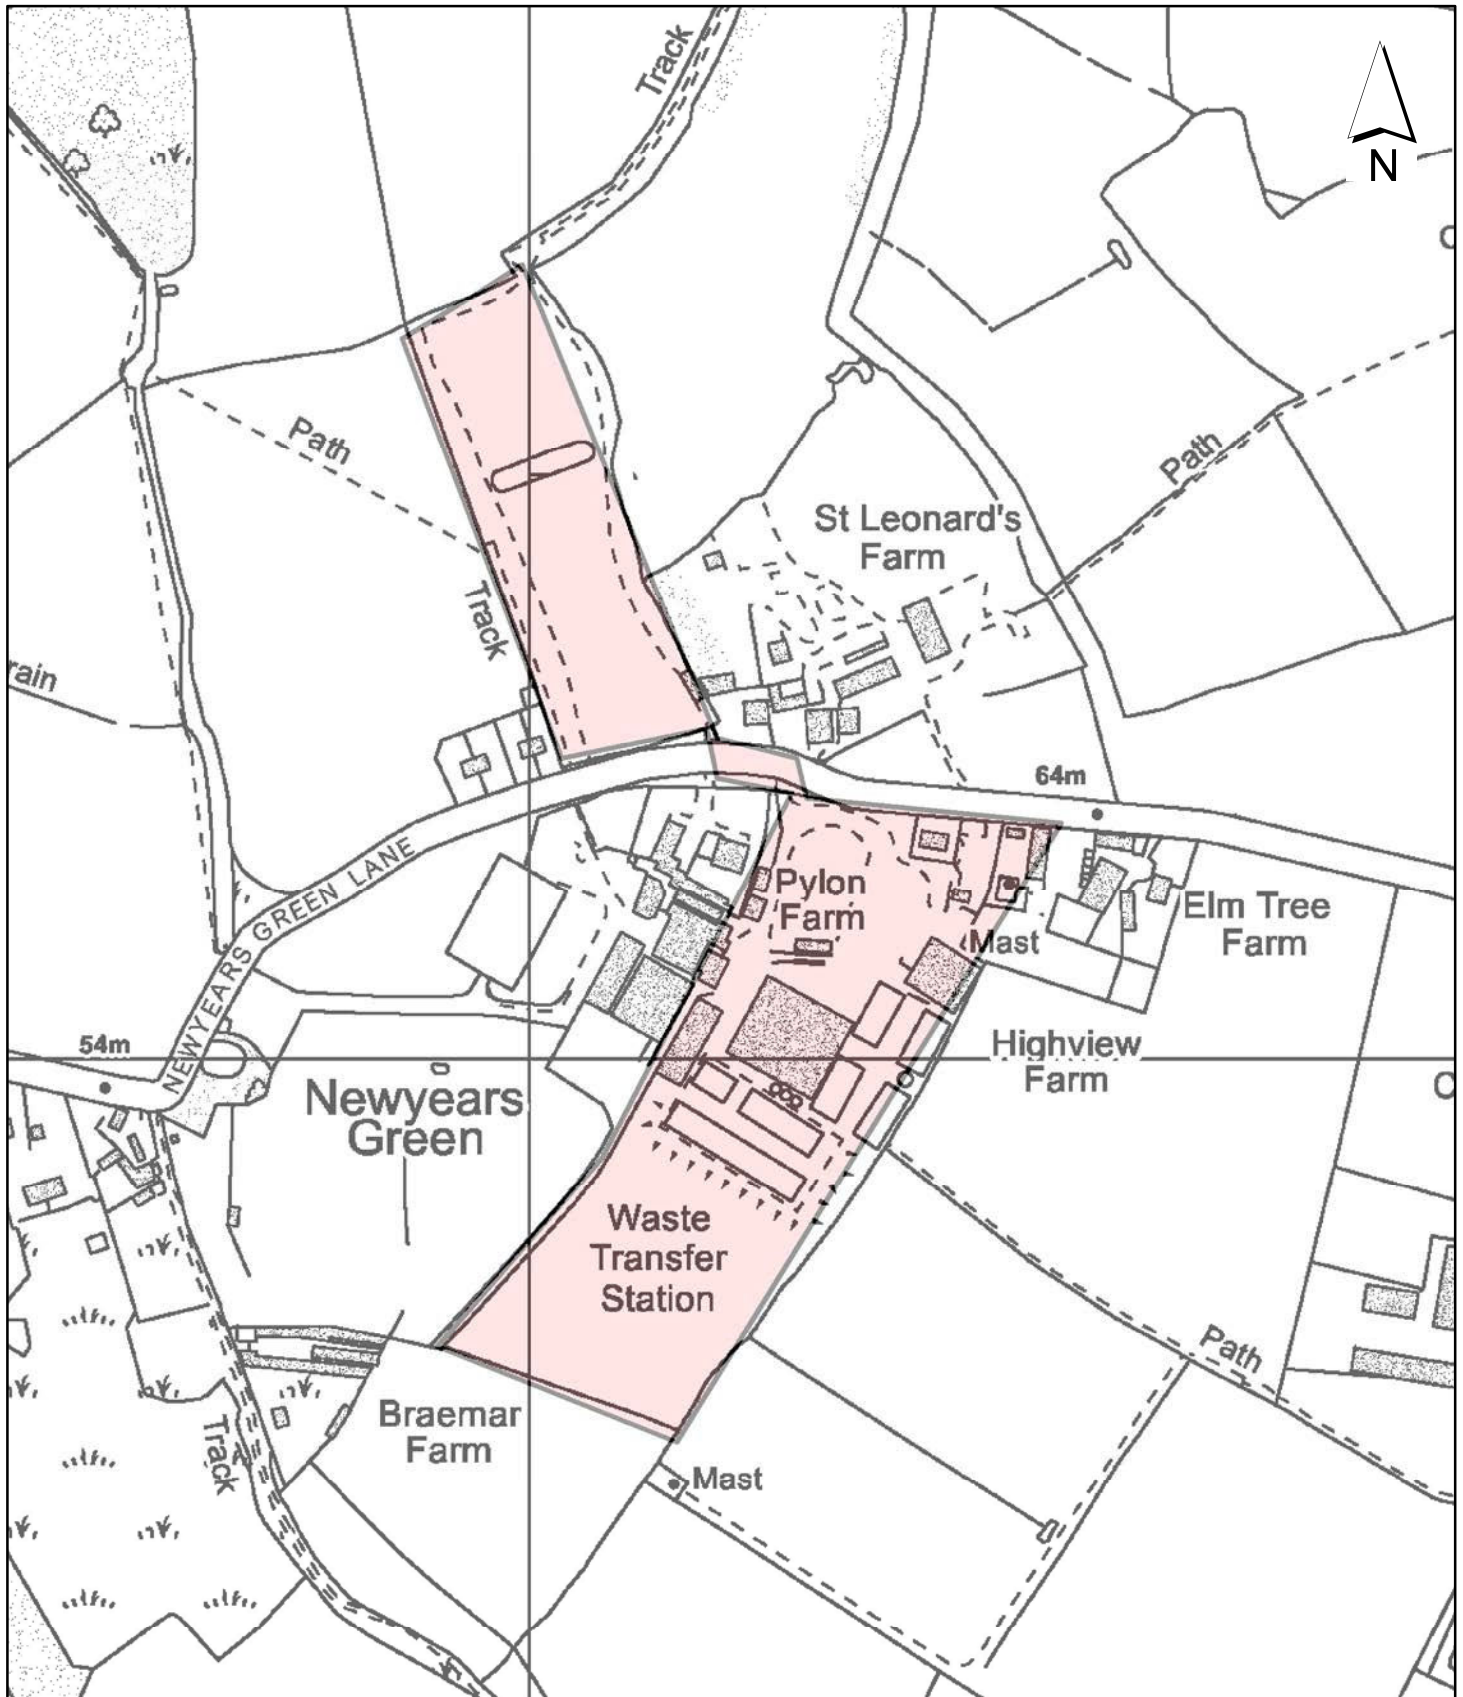 Track
N
Path
Path
St Leonard's
Farm
Track
rain
64m
NEWYEARS GREEN LANE
Pylon
Farm
Elm Tree
Farm
Mast
54m
Highview
Farm
Newyears
Green
Waste
Transfer
Station
Path
Braemar
Farm
Track
Mast